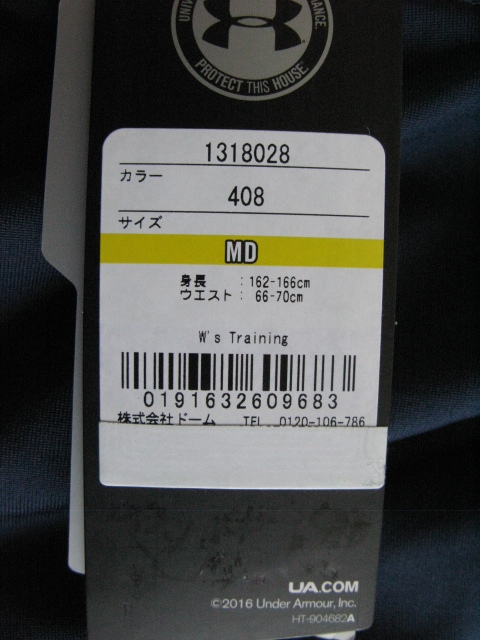 PROTECT THIS HOUSE.
1318028
カラー
408
サイズ
MD
身長 :162-166cm
ウエスト: 66-70cm
W's Training
0191632609683
株式会社ドーム TEL 0120-106-786
UA.COM
©2016 Under Armour, Inc.
HT-904682A